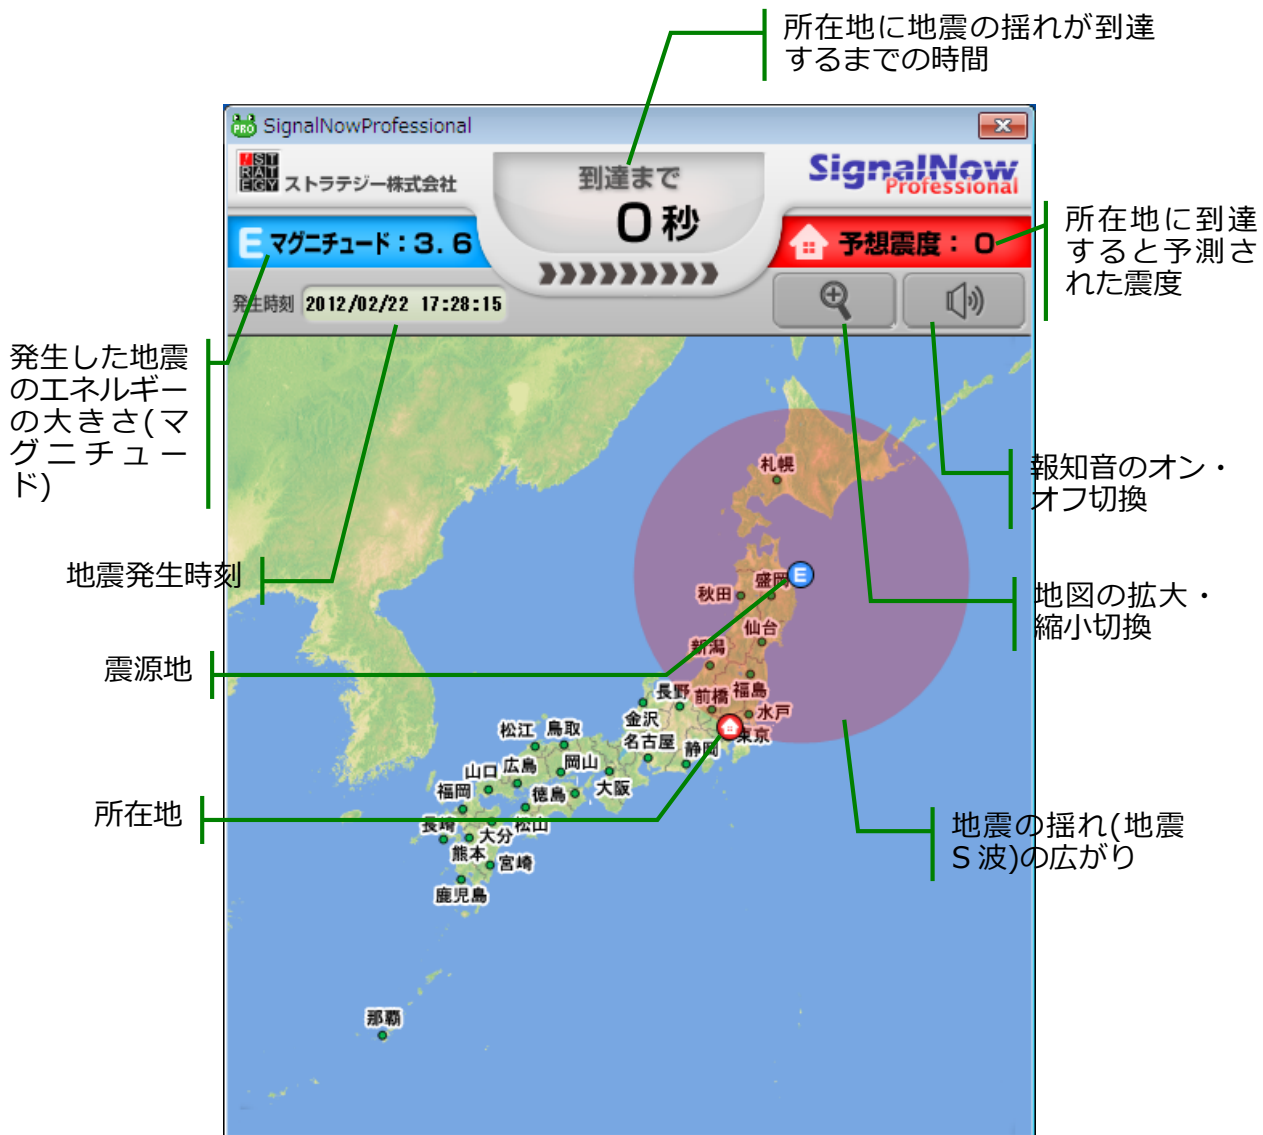 所在地に地震の揺れが到達
するまでの時間
SignalNowProfessional
PRO
!ST
RAT
EGY
ストラテジー株式会社
到達まで
0秒
SignalNow
Professional
E マグニチュード：3.6
予想震度： 0
発生時刻 2012/02/22 17:28:15
所在地に到達
すると予測さ
れた震度
発生した地震
のエネルギー
の大きさ(マ
グニチュー
ド)
報知音のオン・
オフ切換
地震発生時刻
地図の拡大・
縮小切換
震源地
所在地
地震の揺れ(地震
S 波)の広がり
札幌
E
盛岡
秋田
仙台
新潟
長野
前橋
福島
水戸
金沢
東京
松江
鳥取
名古屋
静岡
山口
広島
岡山
福岡
徳島
大阪
長崎
大分
松山
熊本
宮崎
鹿児島
那覇